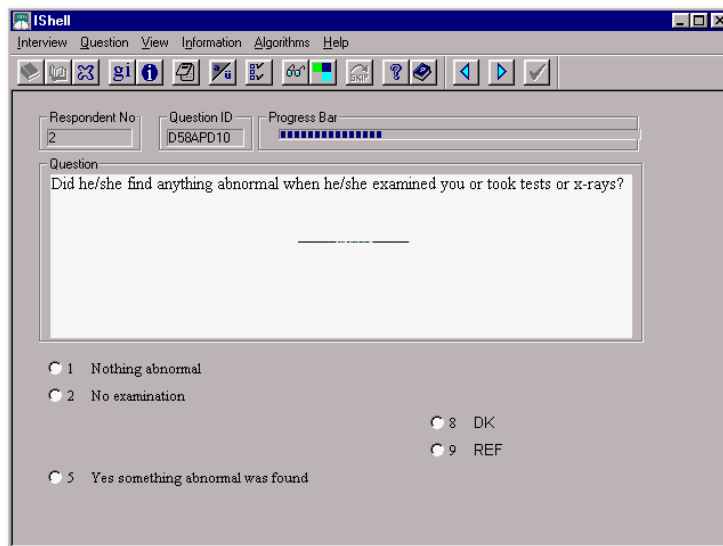 IShell
Interview Question View Information Algorithms Help
gi i a/ü SKIP ?
Respondent No Question ID Progress Bar
2 D58APD10
Question
Did he/she find anything abnormal when he/she examined you or took tests or x-rays?
1 Nothing abnormal
2 No examination
8 DK
9 REF
5 Yes something abnormal was found